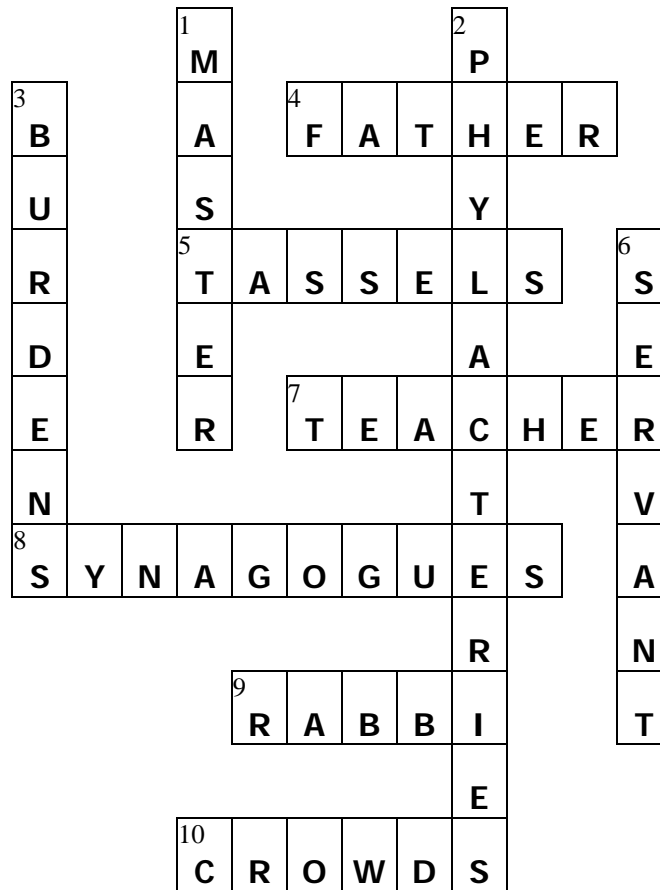 1 2
M P
3 4
B A F A T H E R
U S Y
5 6
R T A S S E L S S
D E A E
7
E R T E A C H E R
N T V
8
S Y N A G O G U E S A
R N
9
R A B B I T
E
10
C R O W D S